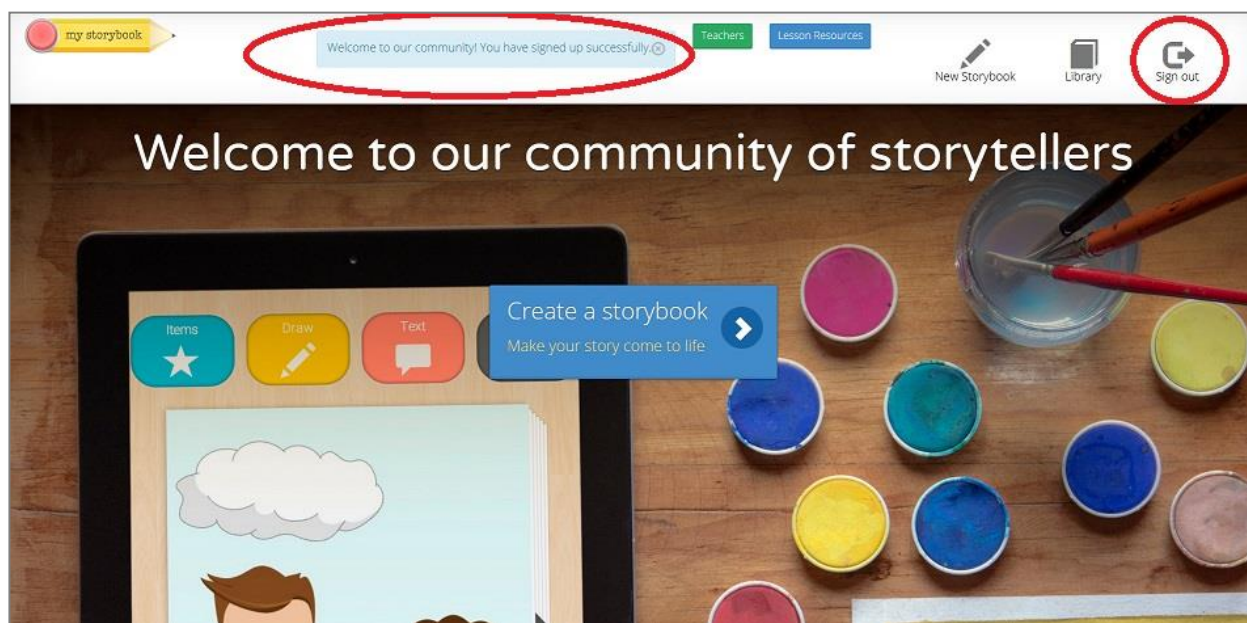 my storybook
Welcome to our community! You have signed up successfully.
Teachers
Lesson Resources
New Storybook
Library
Sign out
Welcome to our community of storytellers
Items
Draw
Text
Create a storybook
Make your story come to life